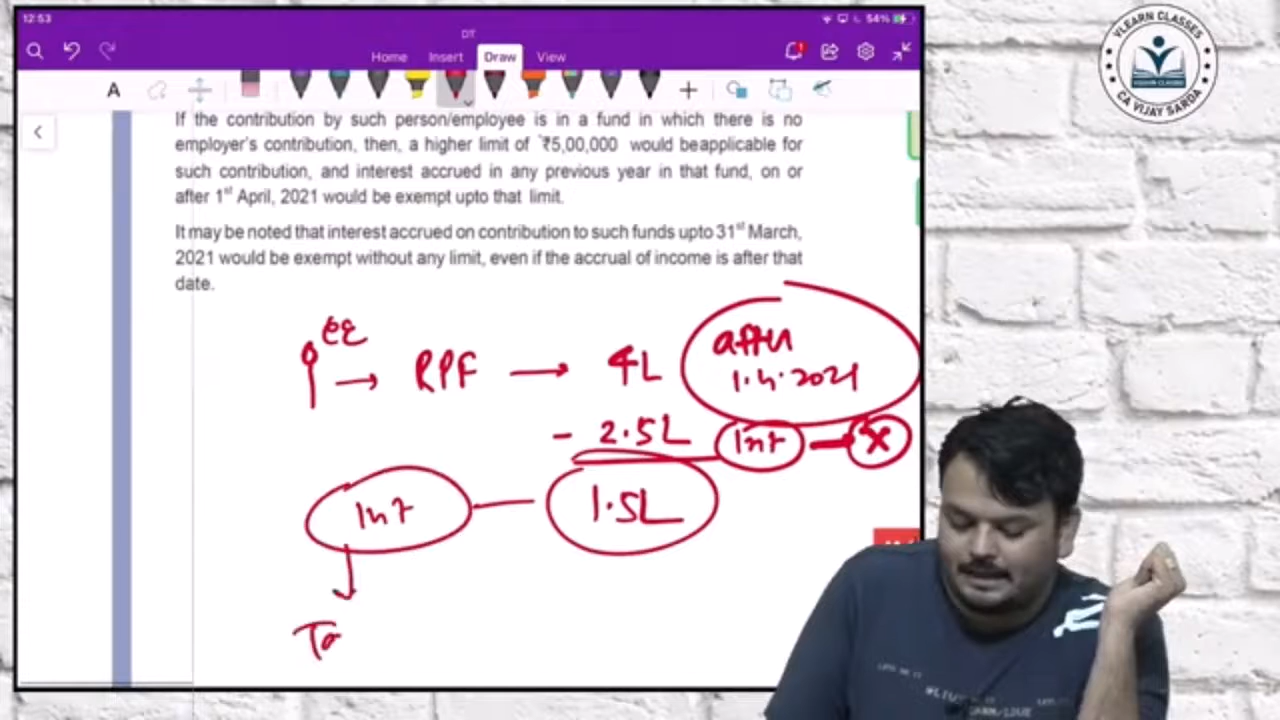 12:53
54%
DT
Home Insert Draw View
A
If the contribution by such person/employee is in a fund in which there is no
employer's contribution, then, a higher limit of `₹5,00,000 would beapplicable for
such contribution, and interest accrued in any previous year in that fund, on or
after 1st April, 2021 would be exempt upto that limit.
It may be noted that interest accrued on contribution to such funds upto 31st March,
2021 would be exempt without any limit, even if the accrual of income is after that
date.
ee → RPF → 4L
after
1.4.2021
- 2.5L Int - X
Int - 1.5L
Ta
VLEARN CLASSES
VLEARN CLASSES
CA VIJAY SARDA